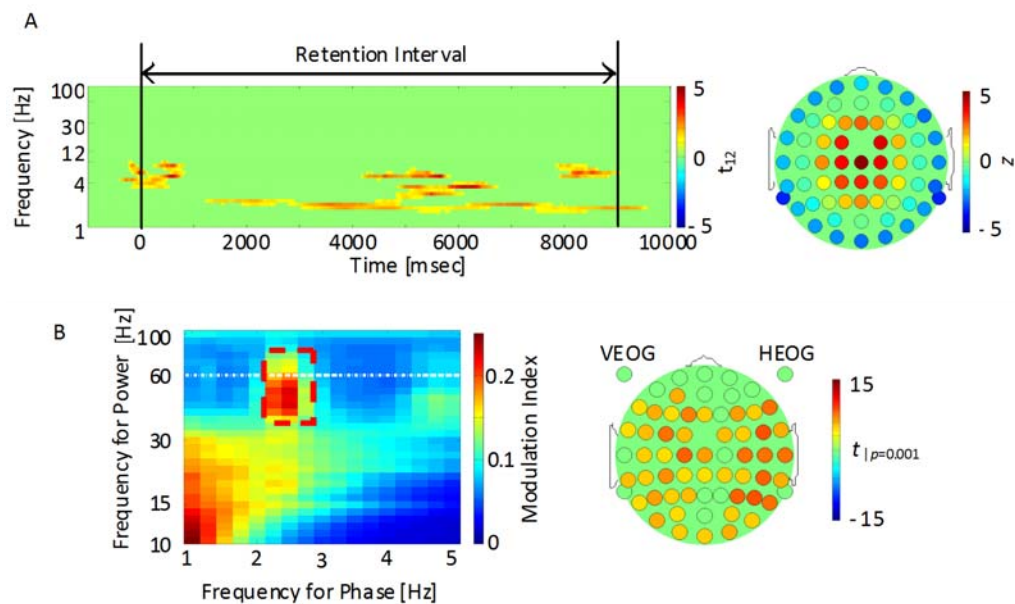 A
Retention Interval
Frequency [Hz]
100
30
12
4
1
0
2000
4000
6000
8000
10000
Time [msec]
5
0
- 5
t12
5
0
- 5
z
B
Frequency for Power [Hz]
100
60
30
15
10
1
2
3
4
5
Frequency for Phase [Hz]
0.2
0.1
0
Modulation Index
VEOG
HEOG
15
-15
t |p=0.001